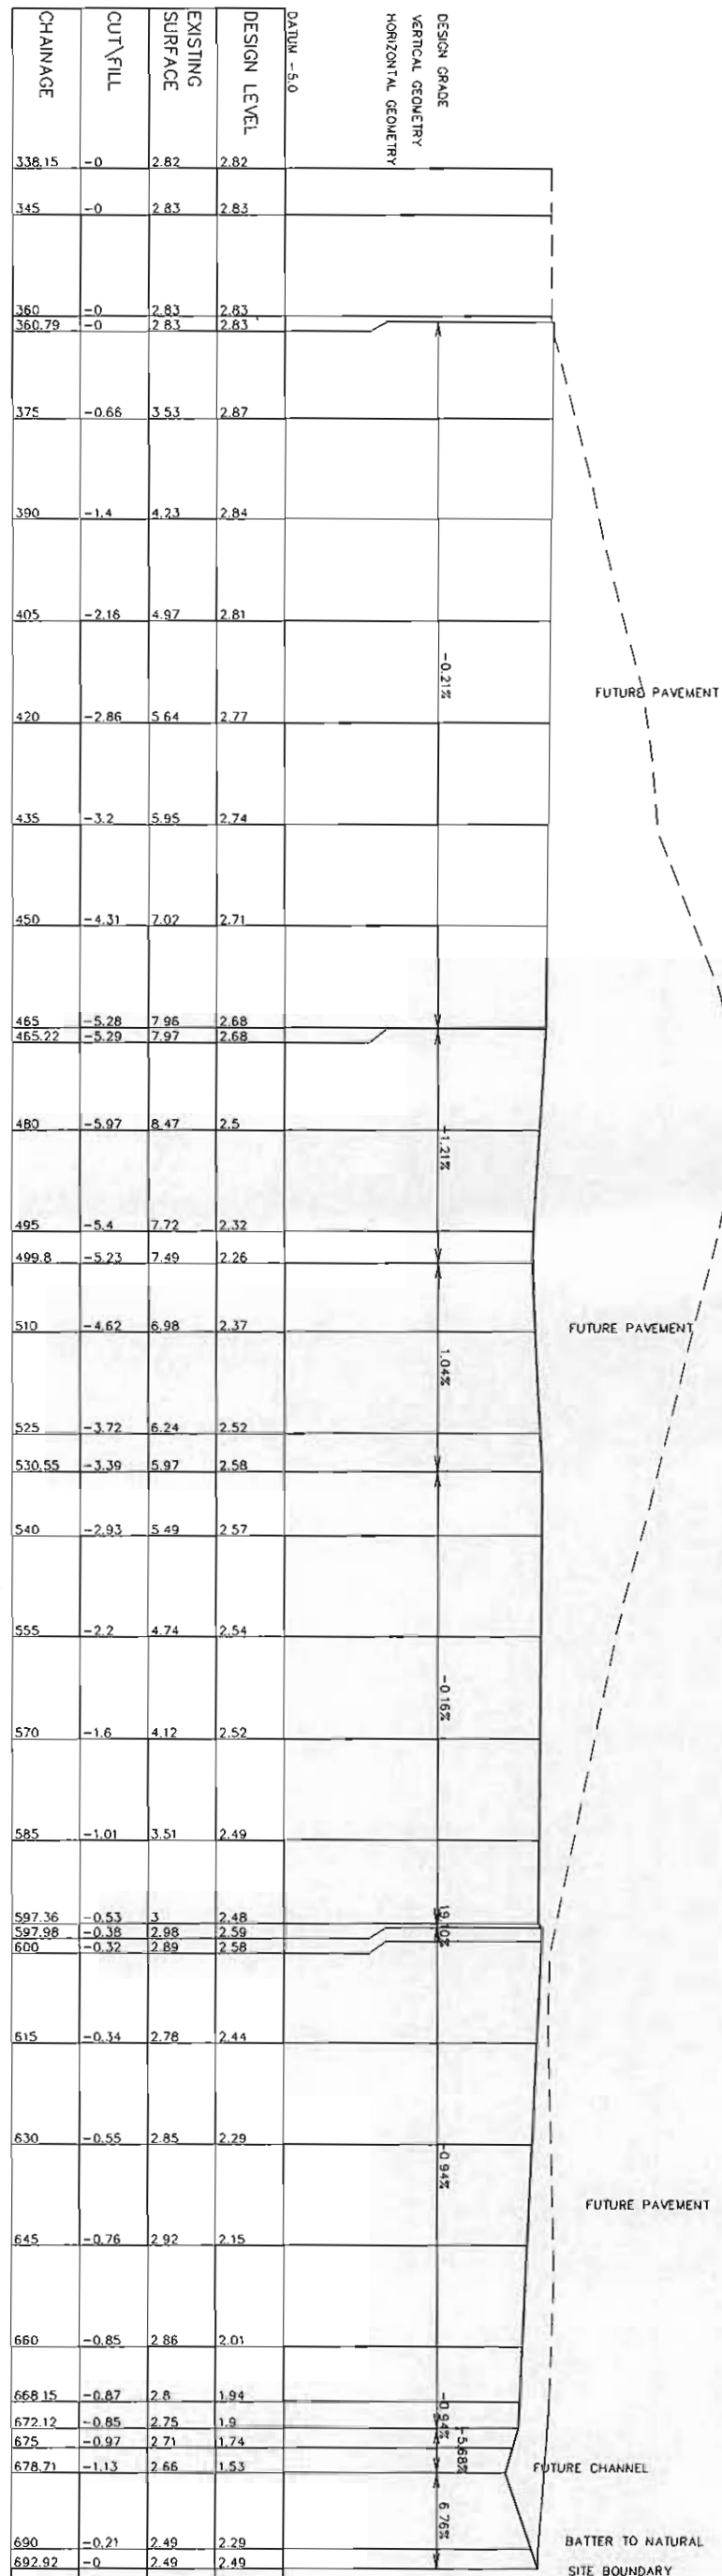 DESIGN GRADE
VERTICAL GEOMETRY
HORIZONTAL GEOMETRY
DATUM -5.0
DESIGN LEVEL
EXISTING
SURFACE
CUT\FILL
CHAINAGE
338.15 -0 2.82 2.82
345 -0 2.83 2.83
360 -0 2.83 2.83
360.79 -0 2.83 2.83
375 -0.66 3.53 2.87
390 -1.4 4.23 2.84
405 -2.16 4.97 2.81
-0.21%
FUTURE PAVEMENT
420 -2.86 5.64 2.77
435 -3.2 5.95 2.74
450 -4.31 7.02 2.71
465 -5.28 7.96 2.68
465.22 -5.29 7.97 2.68
480 -5.97 8.47 2.5
-1.21%
495 -5.4 7.72 2.32
499.8 -5.23 7.49 2.26
510 -4.62 6.98 2.37
FUTURE PAVEMENT
1.04%
525 -3.72 6.24 2.52
530.55 -3.39 5.97 2.58
540 -2.93 5.49 2.57
555 -2.2 4.74 2.54
-0.16%
570 -1.6 4.12 2.52
585 -1.01 3.51 2.49
19.10%
597.36 -0.53 3 2.48
597.98 -0.38 2.98 2.59
600 -0.32 2.89 2.58
615 -0.34 2.78 2.44
630 -0.55 2.85 2.29
-0.94%
FUTURE PAVEMENT
645 -0.76 2.92 2.15
660 -0.85 2.86 2.01
668.15 -0.87 2.8 1.94
-0.94%
672.12 -0.85 2.75 1.9
-5.68%
675 -0.97 2.71 1.74
678.71 -1.13 2.66 1.53
FUTURE CHANNEL
6.76%
690 -0.21 2.49 2.29
BATTER TO NATURAL
692.92 -0 2.49 2.49
SITE BOUNDARY